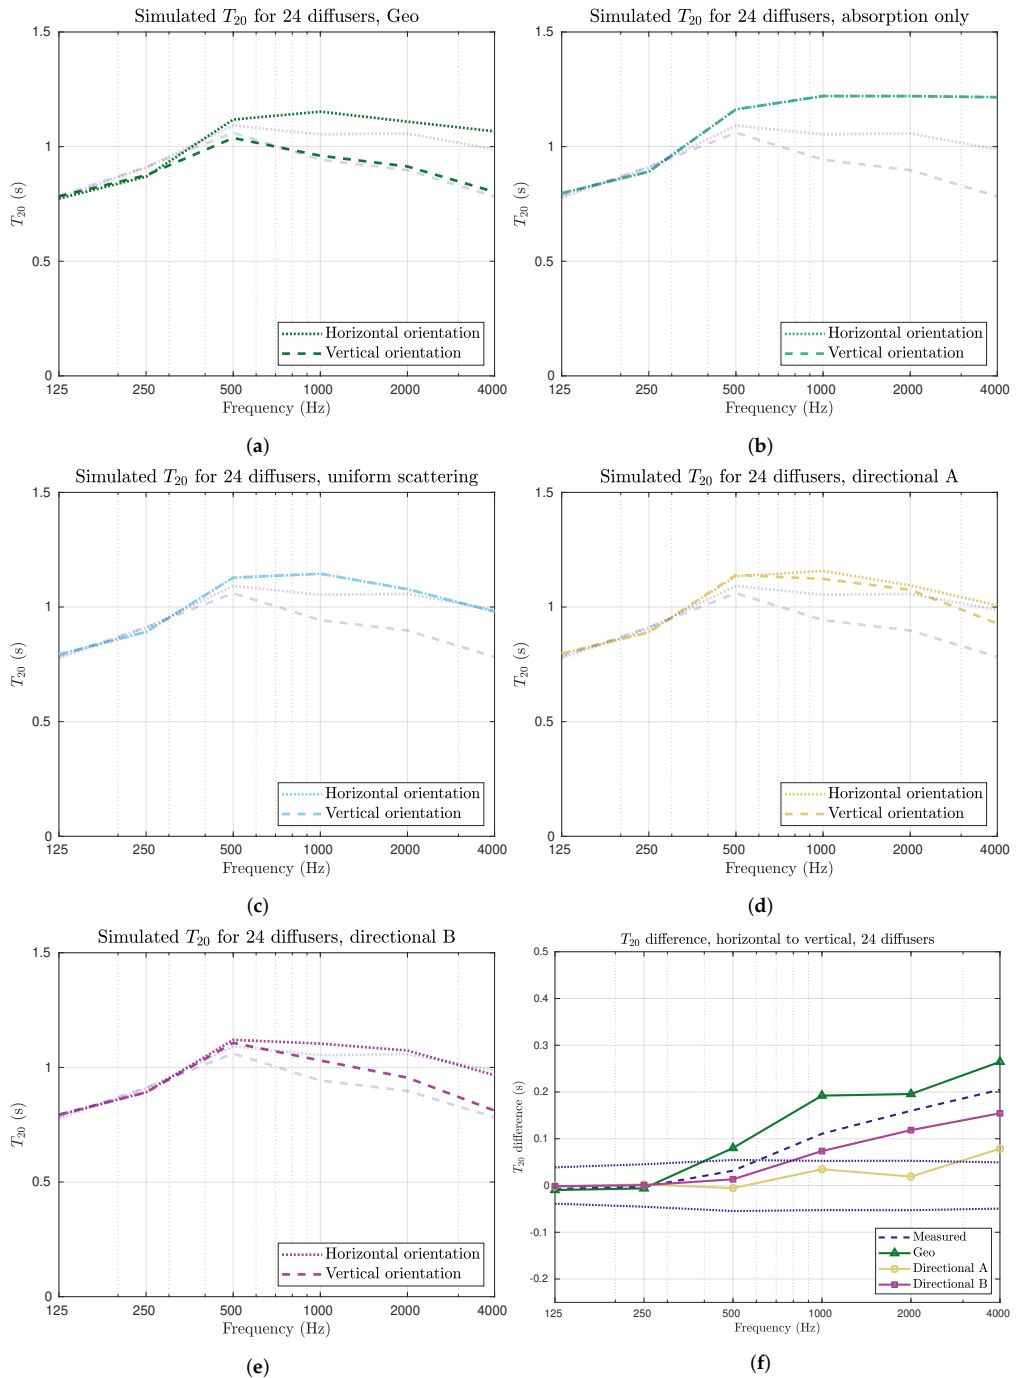 Simulated T20 for 24 diffusers, Geo
1.5
1
0.5
0
T20 (s)
Horizontal orientation
Vertical orientation
125 250 500 1000 2000 4000
Frequency (Hz)
(a)
Simulated T20 for 24 diffusers, absorption only
1.5
1
0.5
0
T20 (s)
Horizontal orientation
Vertical orientation
125 250 500 1000 2000 4000
Frequency (Hz)
(b)
Simulated T20 for 24 diffusers, uniform scattering
1.5
1
0.5
0
T20 (s)
Horizontal orientation
Vertical orientation
125 250 500 1000 2000 4000
Frequency (Hz)
(c)
Simulated T20 for 24 diffusers, directional A
1.5
1
0.5
0
T20 (s)
Horizontal orientation
Vertical orientation
125 250 500 1000 2000 4000
Frequency (Hz)
(d)
Simulated T20 for 24 diffusers, directional B
1.5
1
0.5
0
T20 (s)
Horizontal orientation
Vertical orientation
125 250 500 1000 2000 4000
Frequency (Hz)
(e)
T20 difference, horizontal to vertical, 24 diffusers
0.5
0.4
0.3
0.2
0.1
0
-0.1
-0.2
T20 difference (s)
Measured
Geo
Directional A
Directional B
125 250 500 1000 2000 4000
Frequency (Hz)
(f)